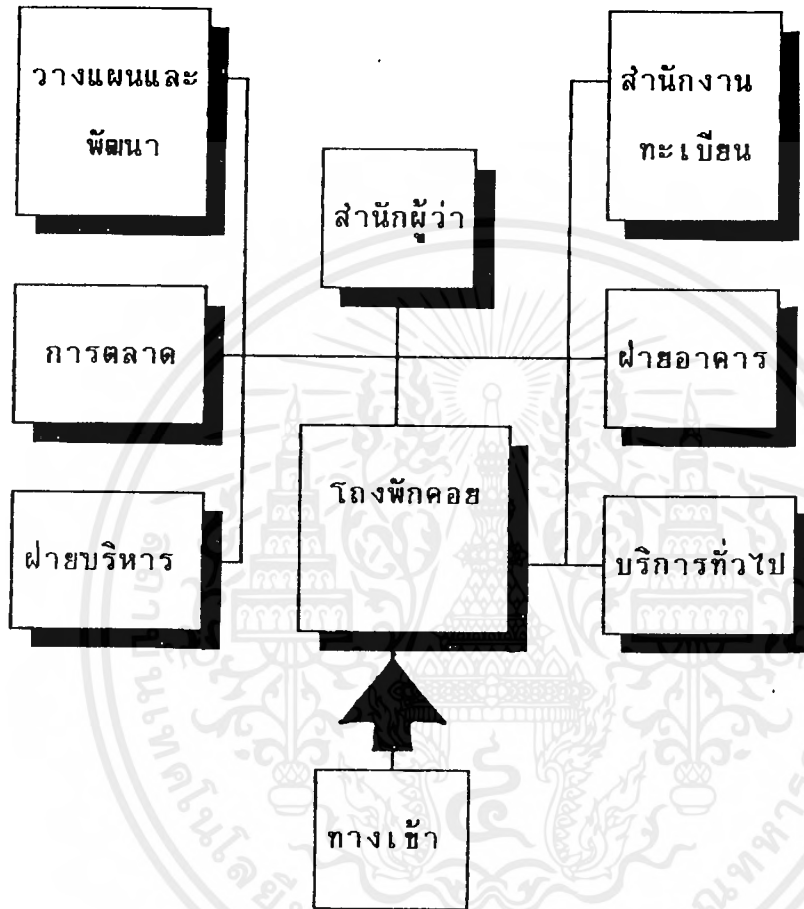 วางแผนและ
พัฒนา
สำนักงาน
ทะเบียน
สำนักผู้ว่า
การตลาด
ฝ่ายอาคาร
โถงพักคอย
ฝ่ายบริหาร
บริการทั่วไป
ทางเข้า